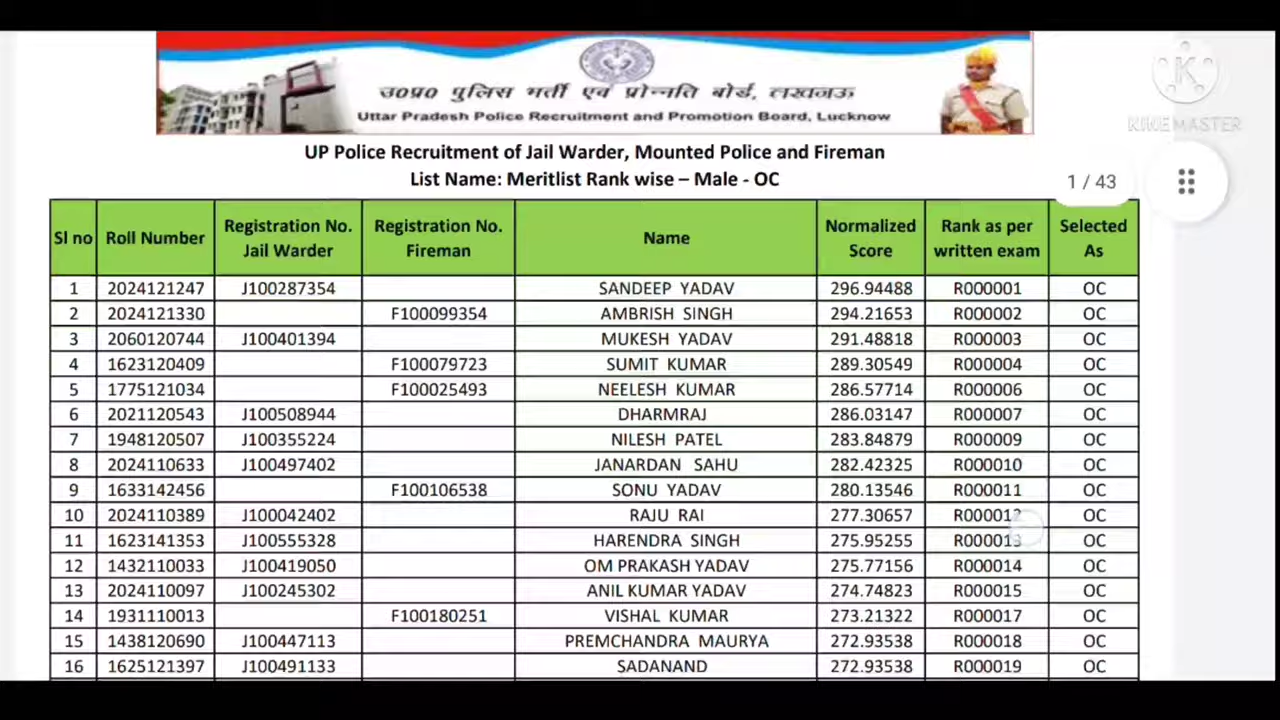 उ0प्र0 पुलिस भर्ती एवं प्रोन्नति बोर्ड, लखनऊ
Uttar Pradesh Police Recruitment and Promotion Board, Lucknow
KINEMASTER
UP Police Recruitment of Jail Warder, Mounted Police and Fireman
List Name: Meritlist Rank wise – Male - OC
1 / 43
Sl no Roll Number Registration No. Jail Warder Registration No. Fireman Name Normalized Score Rank as per written exam Selected As
1 2024121247 J100287354 SANDEEP YADAV 296.94488 R000001 OC
2 2024121330 F100099354 AMBRISH SINGH 294.21653 R000002 OC
3 2060120744 J100401394 MUKESH YADAV 291.48818 R000003 OC
4 1623120409 F100079723 SUMIT KUMAR 289.30549 R000004 OC
5 1775121034 F100025493 NEELESH KUMAR 286.57714 R000006 OC
6 2021120543 J100508944 DHARMRAJ 286.03147 R000007 OC
7 1948120507 J100355224 NILESH PATEL 283.84879 R000009 OC
8 2024110633 J100497402 JANARDAN SAHU 282.42325 R000010 OC
9 1633142456 F100106538 SONU YADAV 280.13546 R000011 OC
10 2024110389 J100042402 RAJU RAI 277.30657 R000012 OC
11 1623141353 J100555328 HARENDRA SINGH 275.95255 R000013 OC
12 1432110033 J100419050 OM PRAKASH YADAV 275.77156 R000014 OC
13 2024110097 J100245302 ANIL KUMAR YADAV 274.74823 R000015 OC
14 1931110013 F100180251 VISHAL KUMAR 273.21322 R000017 OC
15 1438120690 J100447113 PREMCHANDRA MAURYA 272.93538 R000018 OC
16 1625121397 J100491133 SADANAND 272.93538 R000019 OC